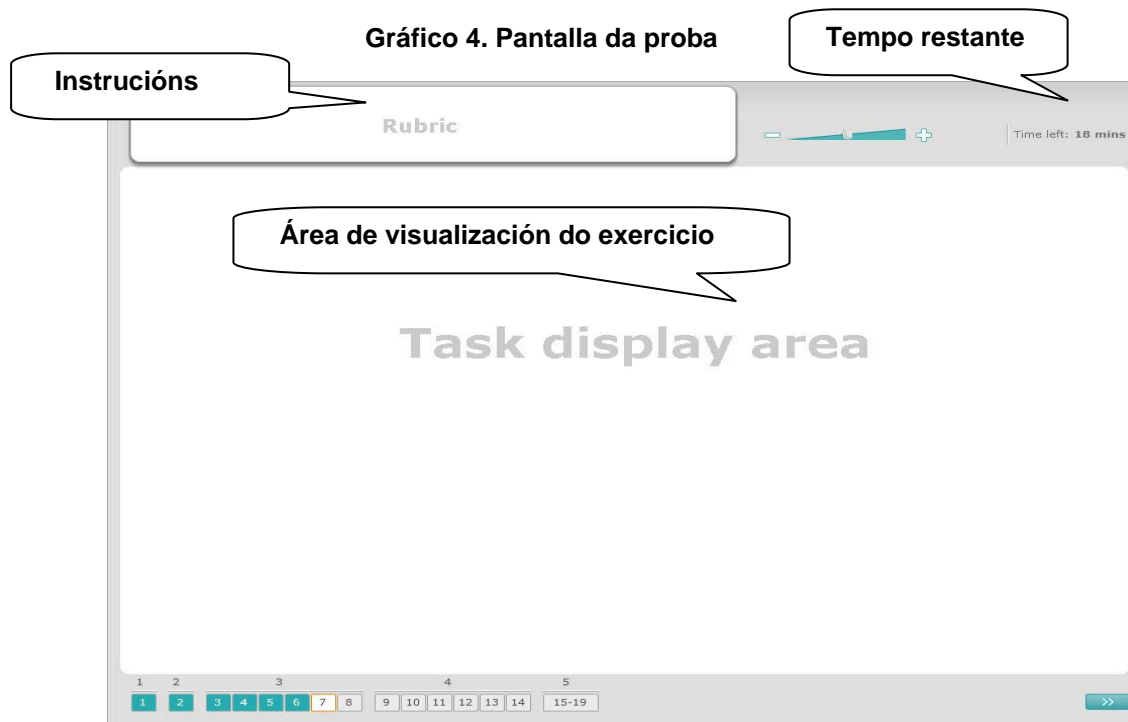 Gráfico 4. Pantalla da proba
Tempo restante
Instrucións
Rubric
Time left: 18 mins
Área de visualización do exercicio
Task display area
1 2 3 4 5
1 2 3 4 5 6 7 8 9 10 11 12 13 14 15-19 >>